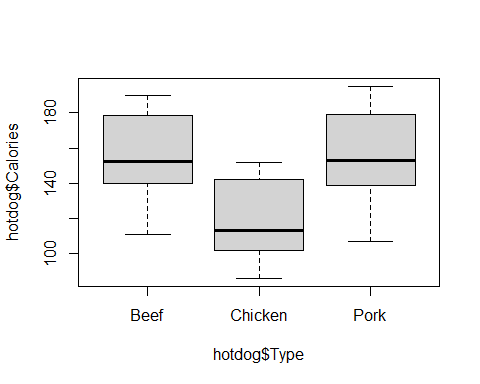 hotdog$Calories
180
140
100
Beef Chicken Pork
hotdog$Type